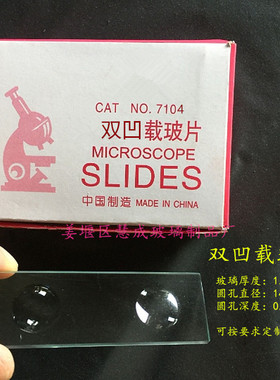 CAT NO. 7104
双凹载玻片
MICROSCOPE
SLIDES
中国制造 MADE IN CHINA
姜堰区慧成玻璃制品厂
双凹载
玻璃厚度：1.
圆孔直径：1
圆孔深度：0.
可按要求定制